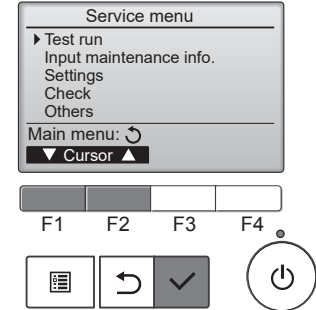 Service menu
Test run
Input maintenance info.
Settings
Check
Others
Main menu:
Cursor
F1 F2 F3 F4